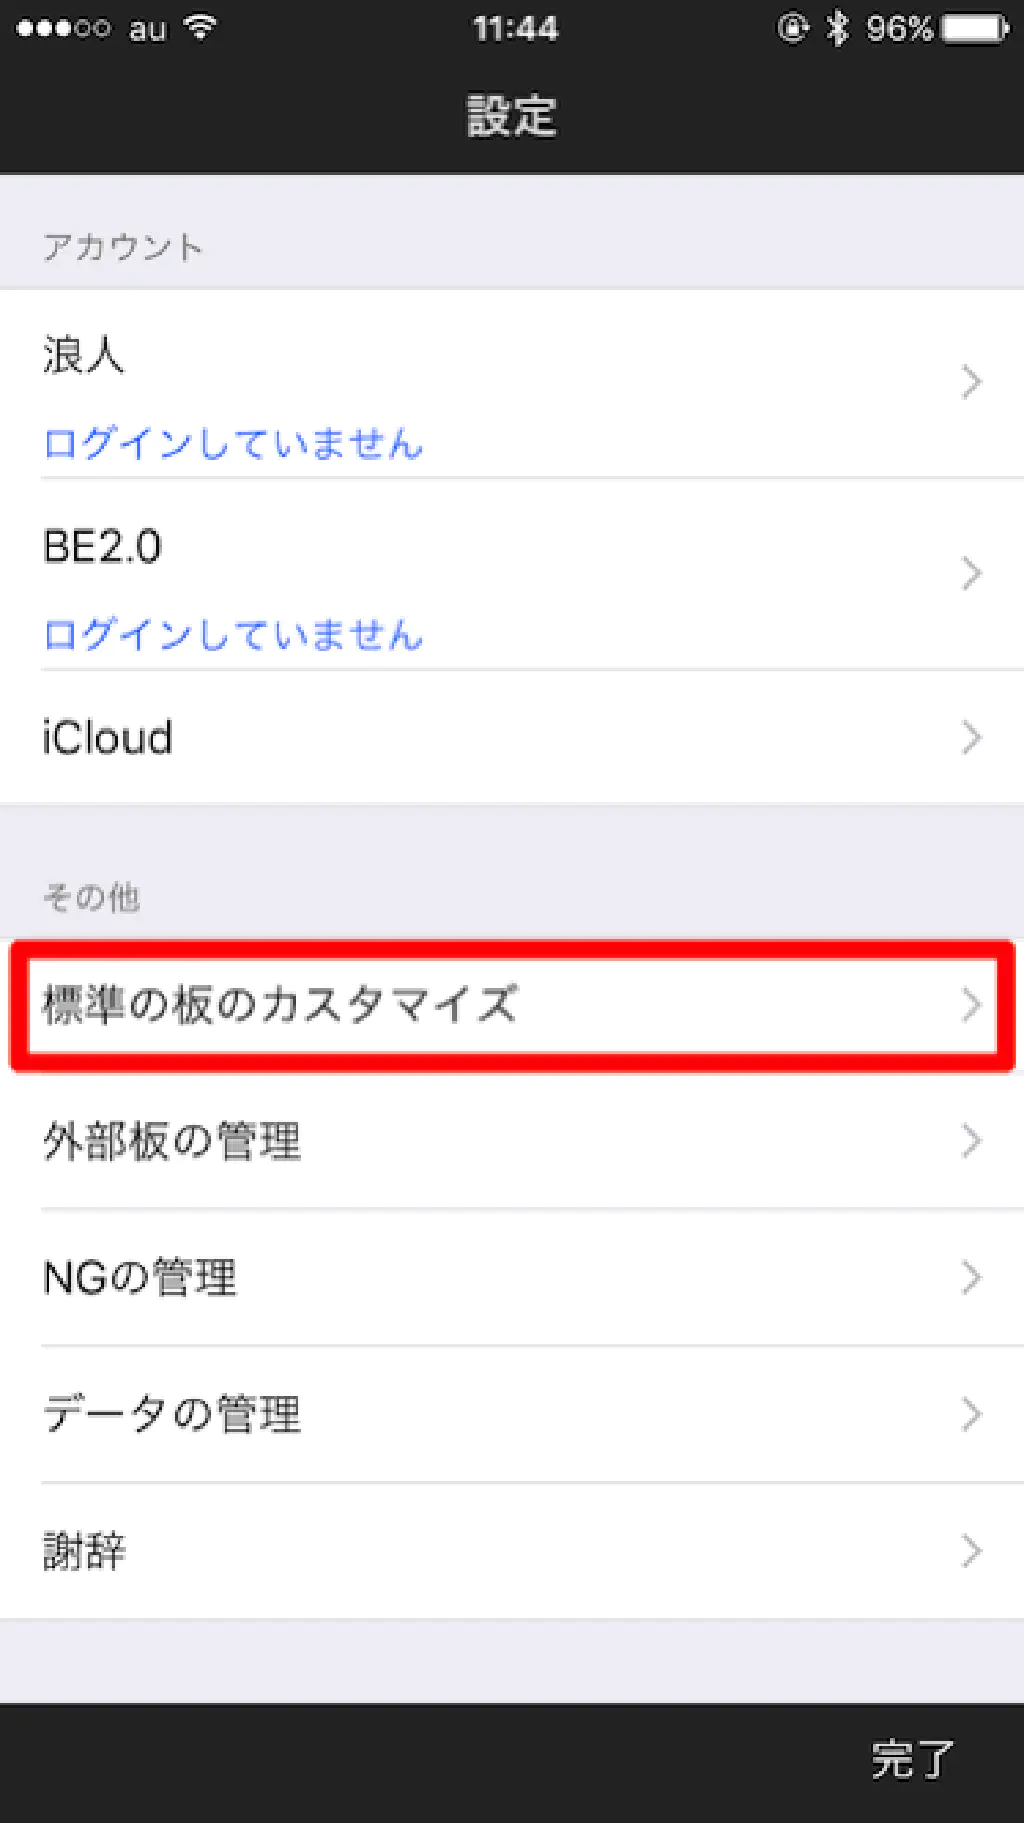 au 11:44 96%
設定
アカウント
浪人
ログインしていません
BE2.0
ログインしていません
iCloud
その他
標準の板のカスタマイズ
外部板の管理
NGの管理
データの管理
謝辞
完了